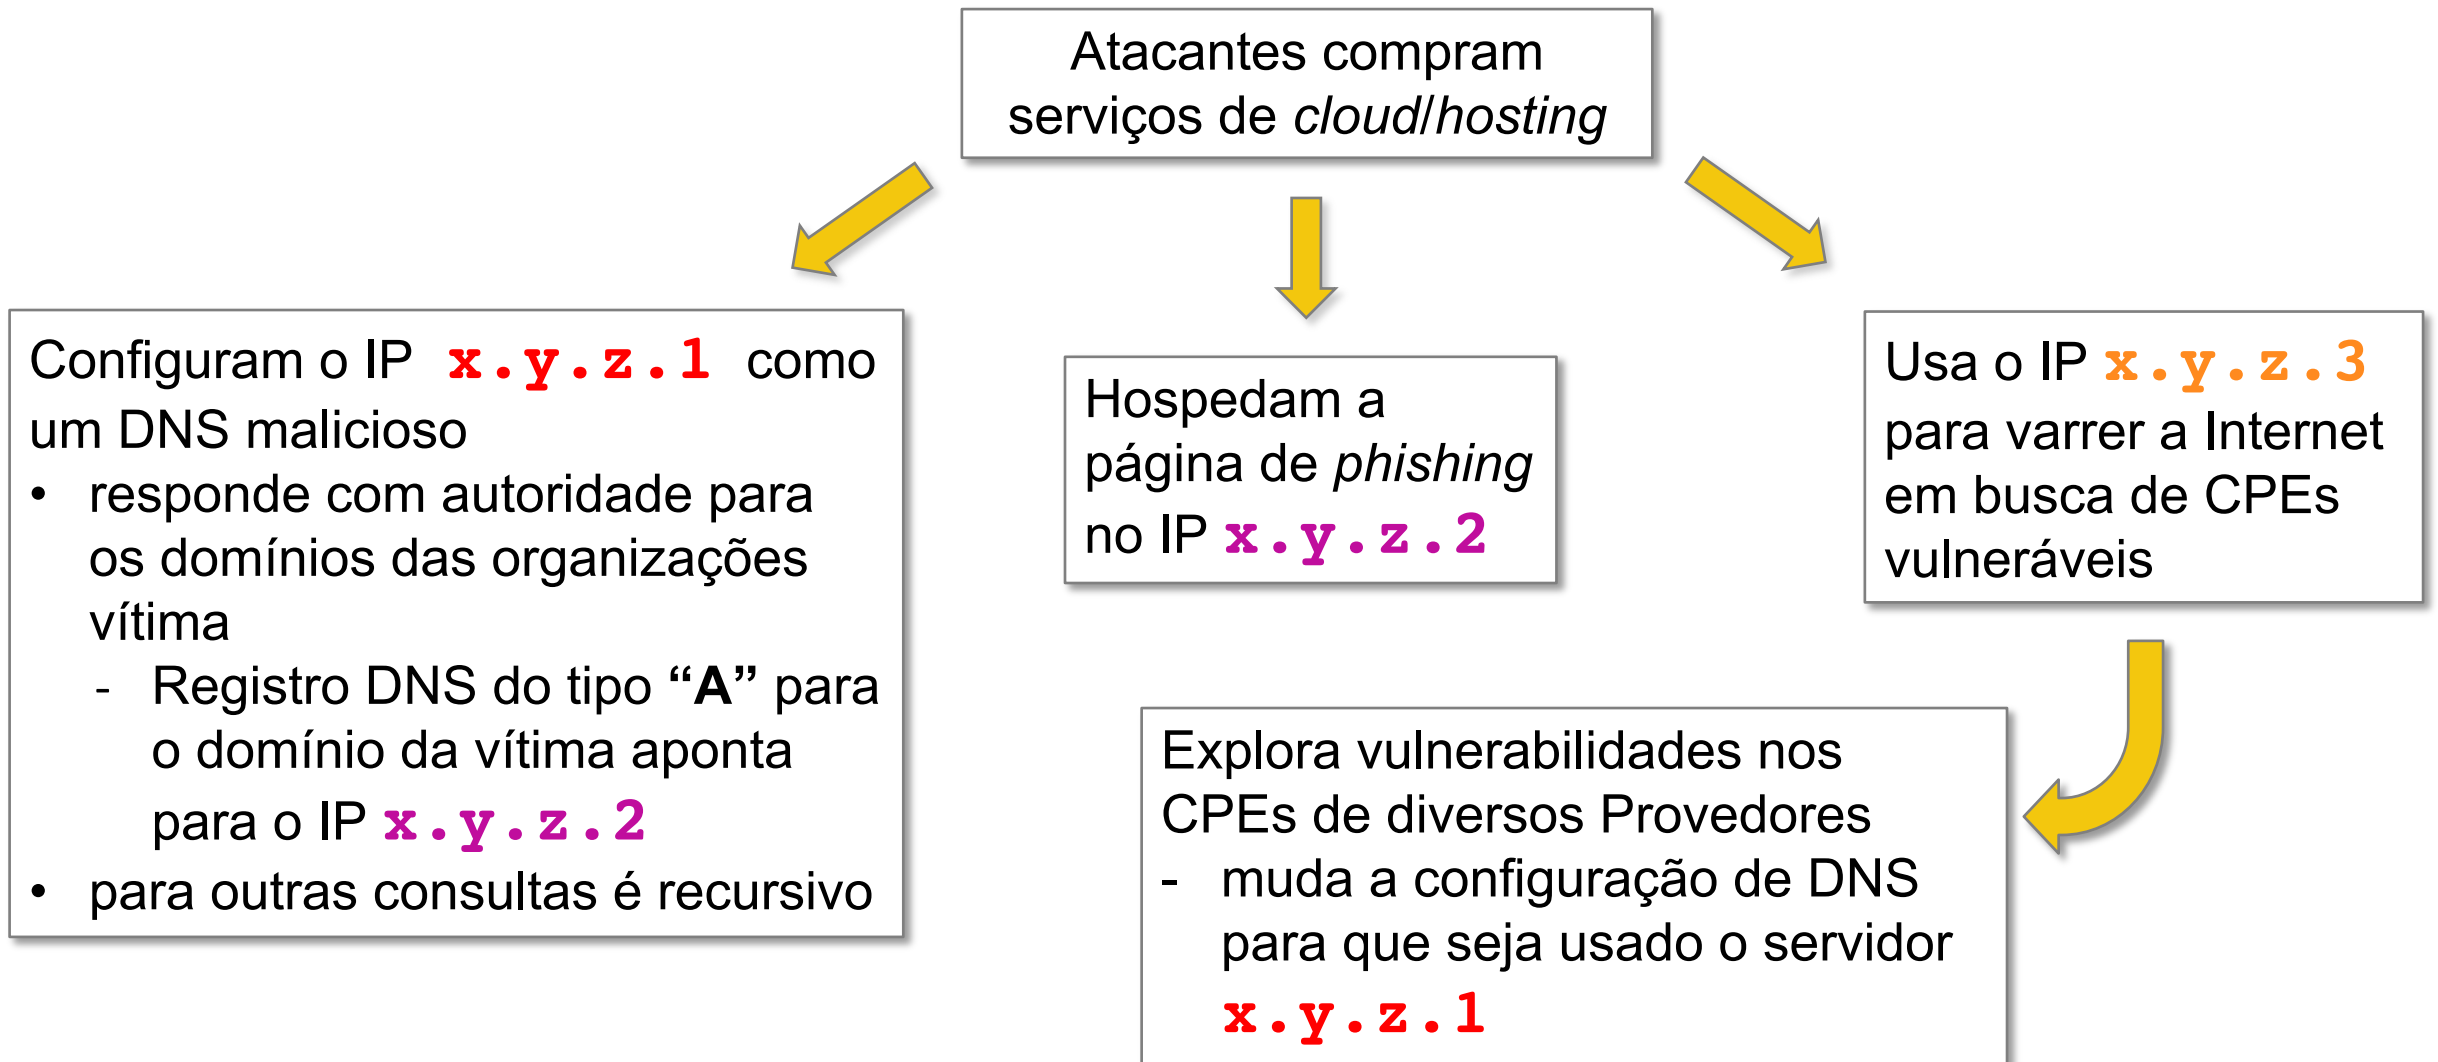 Atacantes compram
serviços de cloud/hosting
Configuram o IP x.y.z.1 como
um DNS malicioso
• responde com autoridade para
os domínios das organizações
vítima
- Registro DNS do tipo “A” para
o domínio da vítima aponta
para o IP x.y.z.2
• para outras consultas é recursivo
Hospedam a
página de phishing
no IP x.y.z.2
Usa o IP x.y.z.3
para varrer a Internet
em busca de CPEs
vulneráveis
Explora vulnerabilidades nos
CPEs de diversos Provedores
- muda a configuração de DNS
para que seja usado o servidor
x.y.z.1